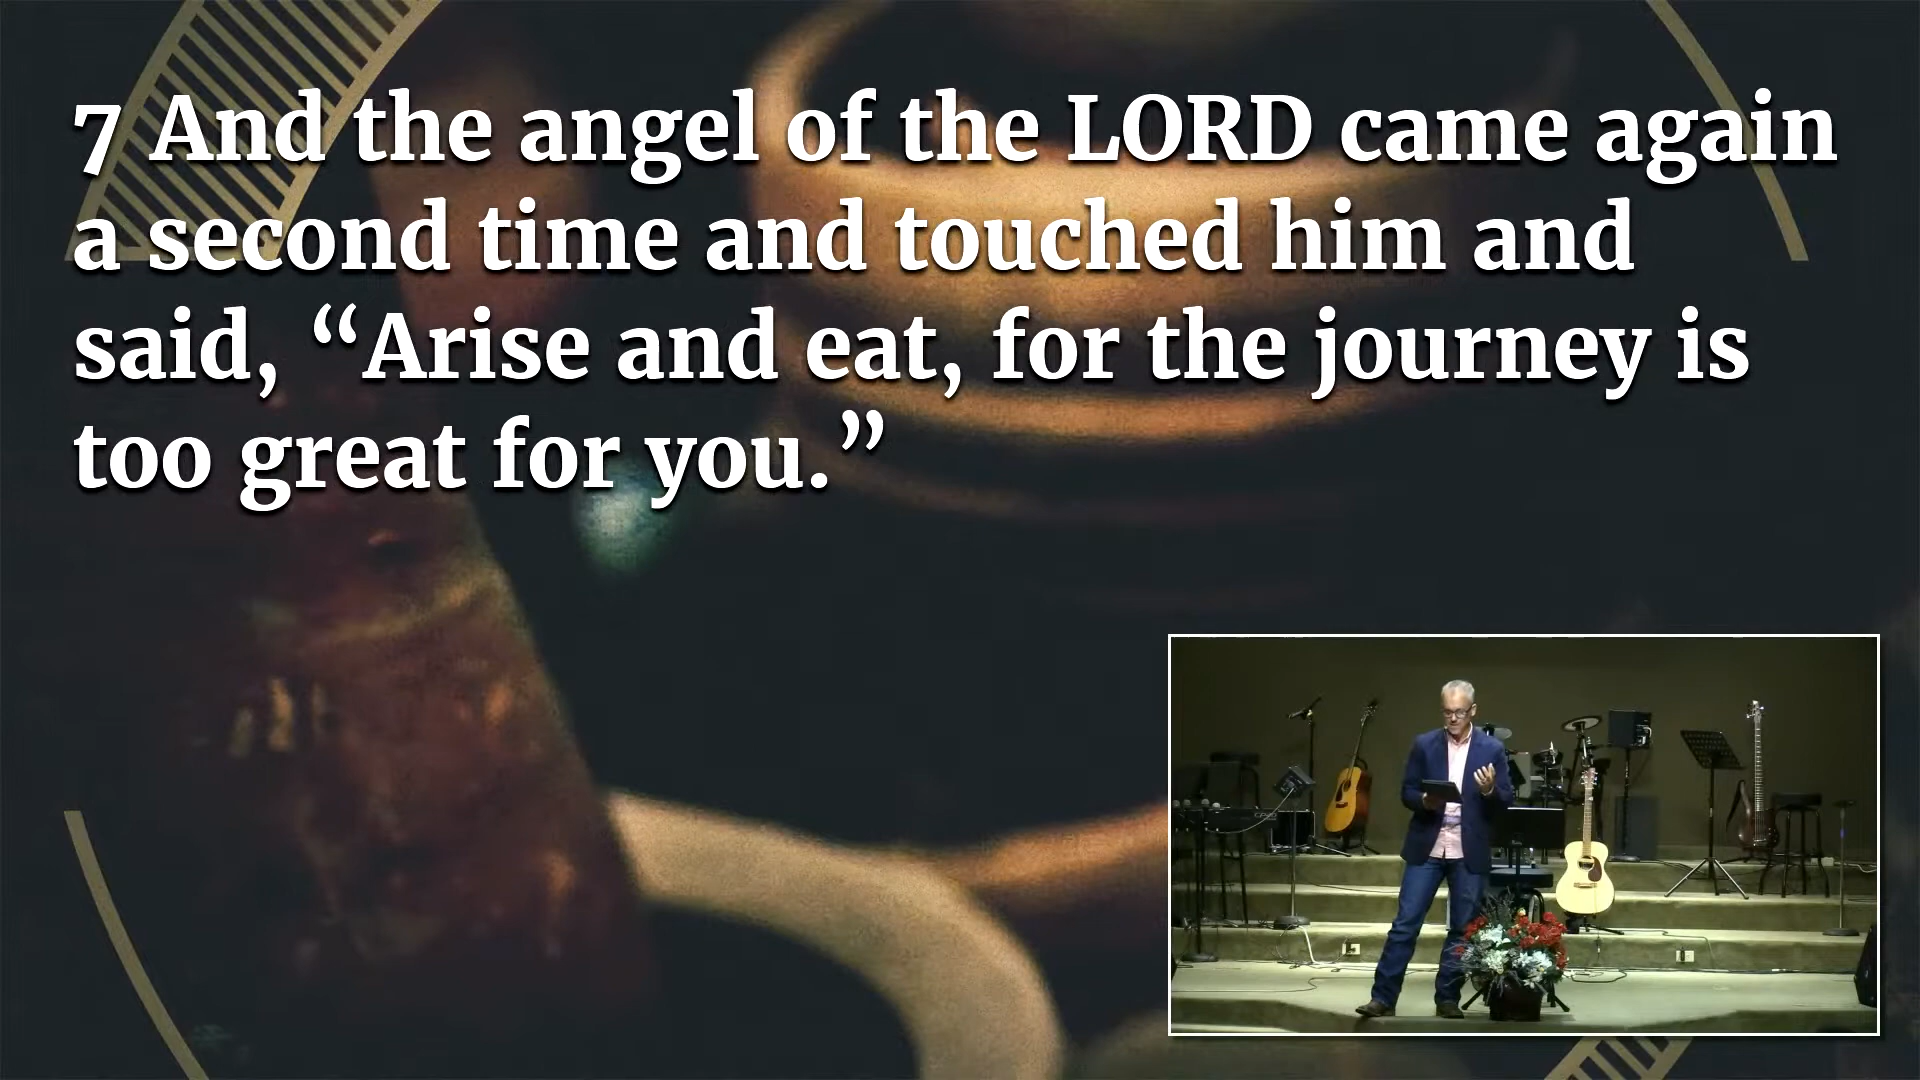 7 And the angel of the LORD came again
a second time and touched him and
said, “Arise and eat, for the journey is
too great for you.”